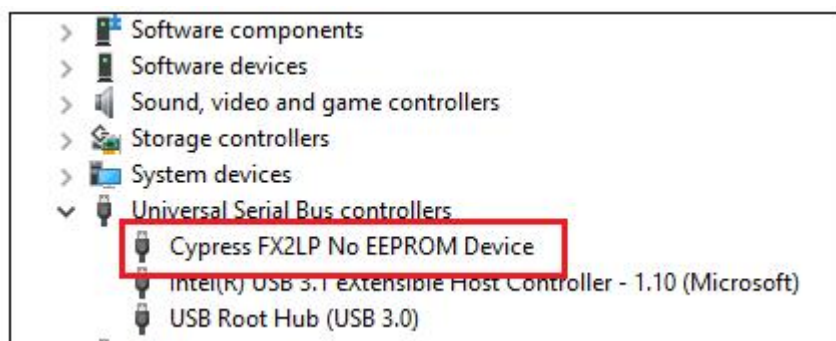 Software components
Software devices
Sound, video and game controllers
Storage controllers
System devices
Universal Serial Bus controllers
Cypress FX2LP No EEPROM Device
Intel(R) USB 3.1 eXtensible Host Controller - 1.10 (Microsoft)
USB Root Hub (USB 3.0)